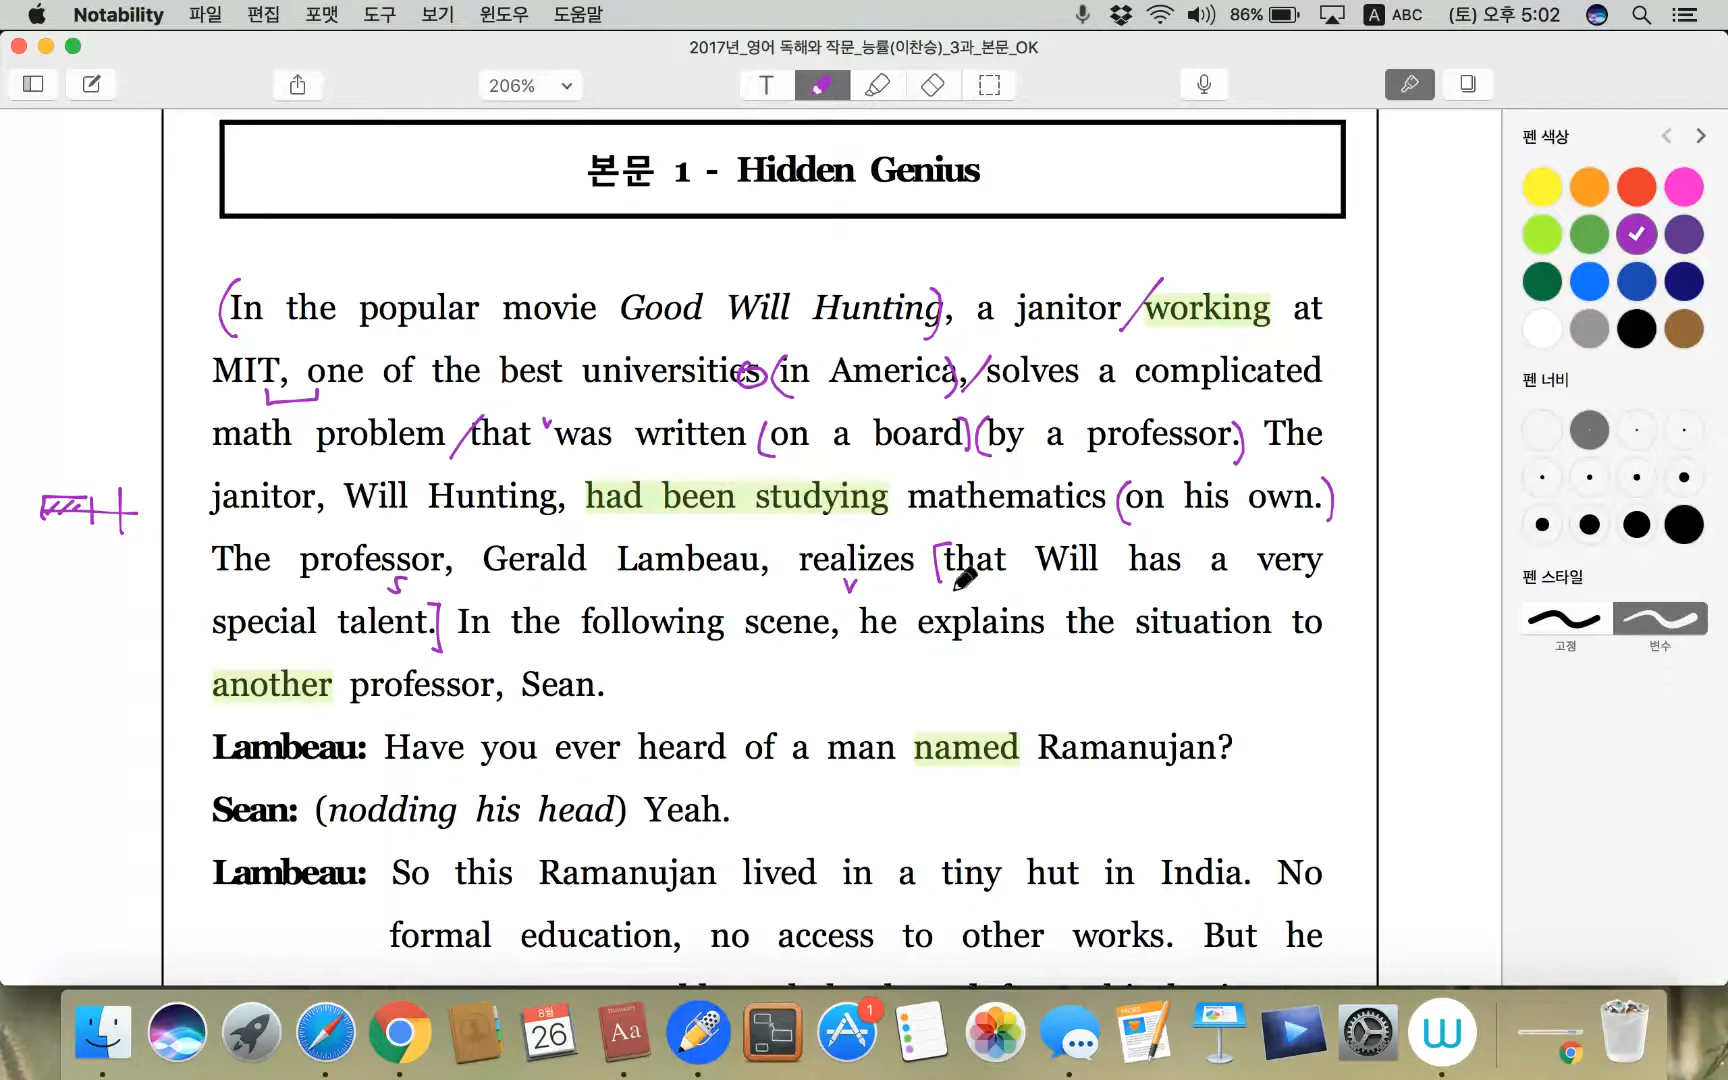 Notability 파일 편집 포맷 도구 보기 윈도우 도움말 86% A ABC (토) 오후 5:02
2017년_영어 독해와 작문_능률(이찬승)_3과_본문_OK
206% T
펜 색상
본문 1 - Hidden Genius
In the popular movie Good Will Hunting, a janitor working at
MIT, one of the best universities in America, solves a complicated
펜 너비
math problem that was written on a board by a professor. The
janitor, Will Hunting, had been studying mathematics on his own.
The professor, Gerald Lambeau, realizes that Will has a very
펜 스타일
s v
special talent. In the following scene, he explains the situation to
고정 변수
another professor, Sean.
Lambeau: Have you ever heard of a man named Ramanujan?
Sean: (nodding his head) Yeah.
Lambeau: So this Ramanujan lived in a tiny hut in India. No
formal education, no access to other works. But he
8월
26
Aa
1
PAGES
W